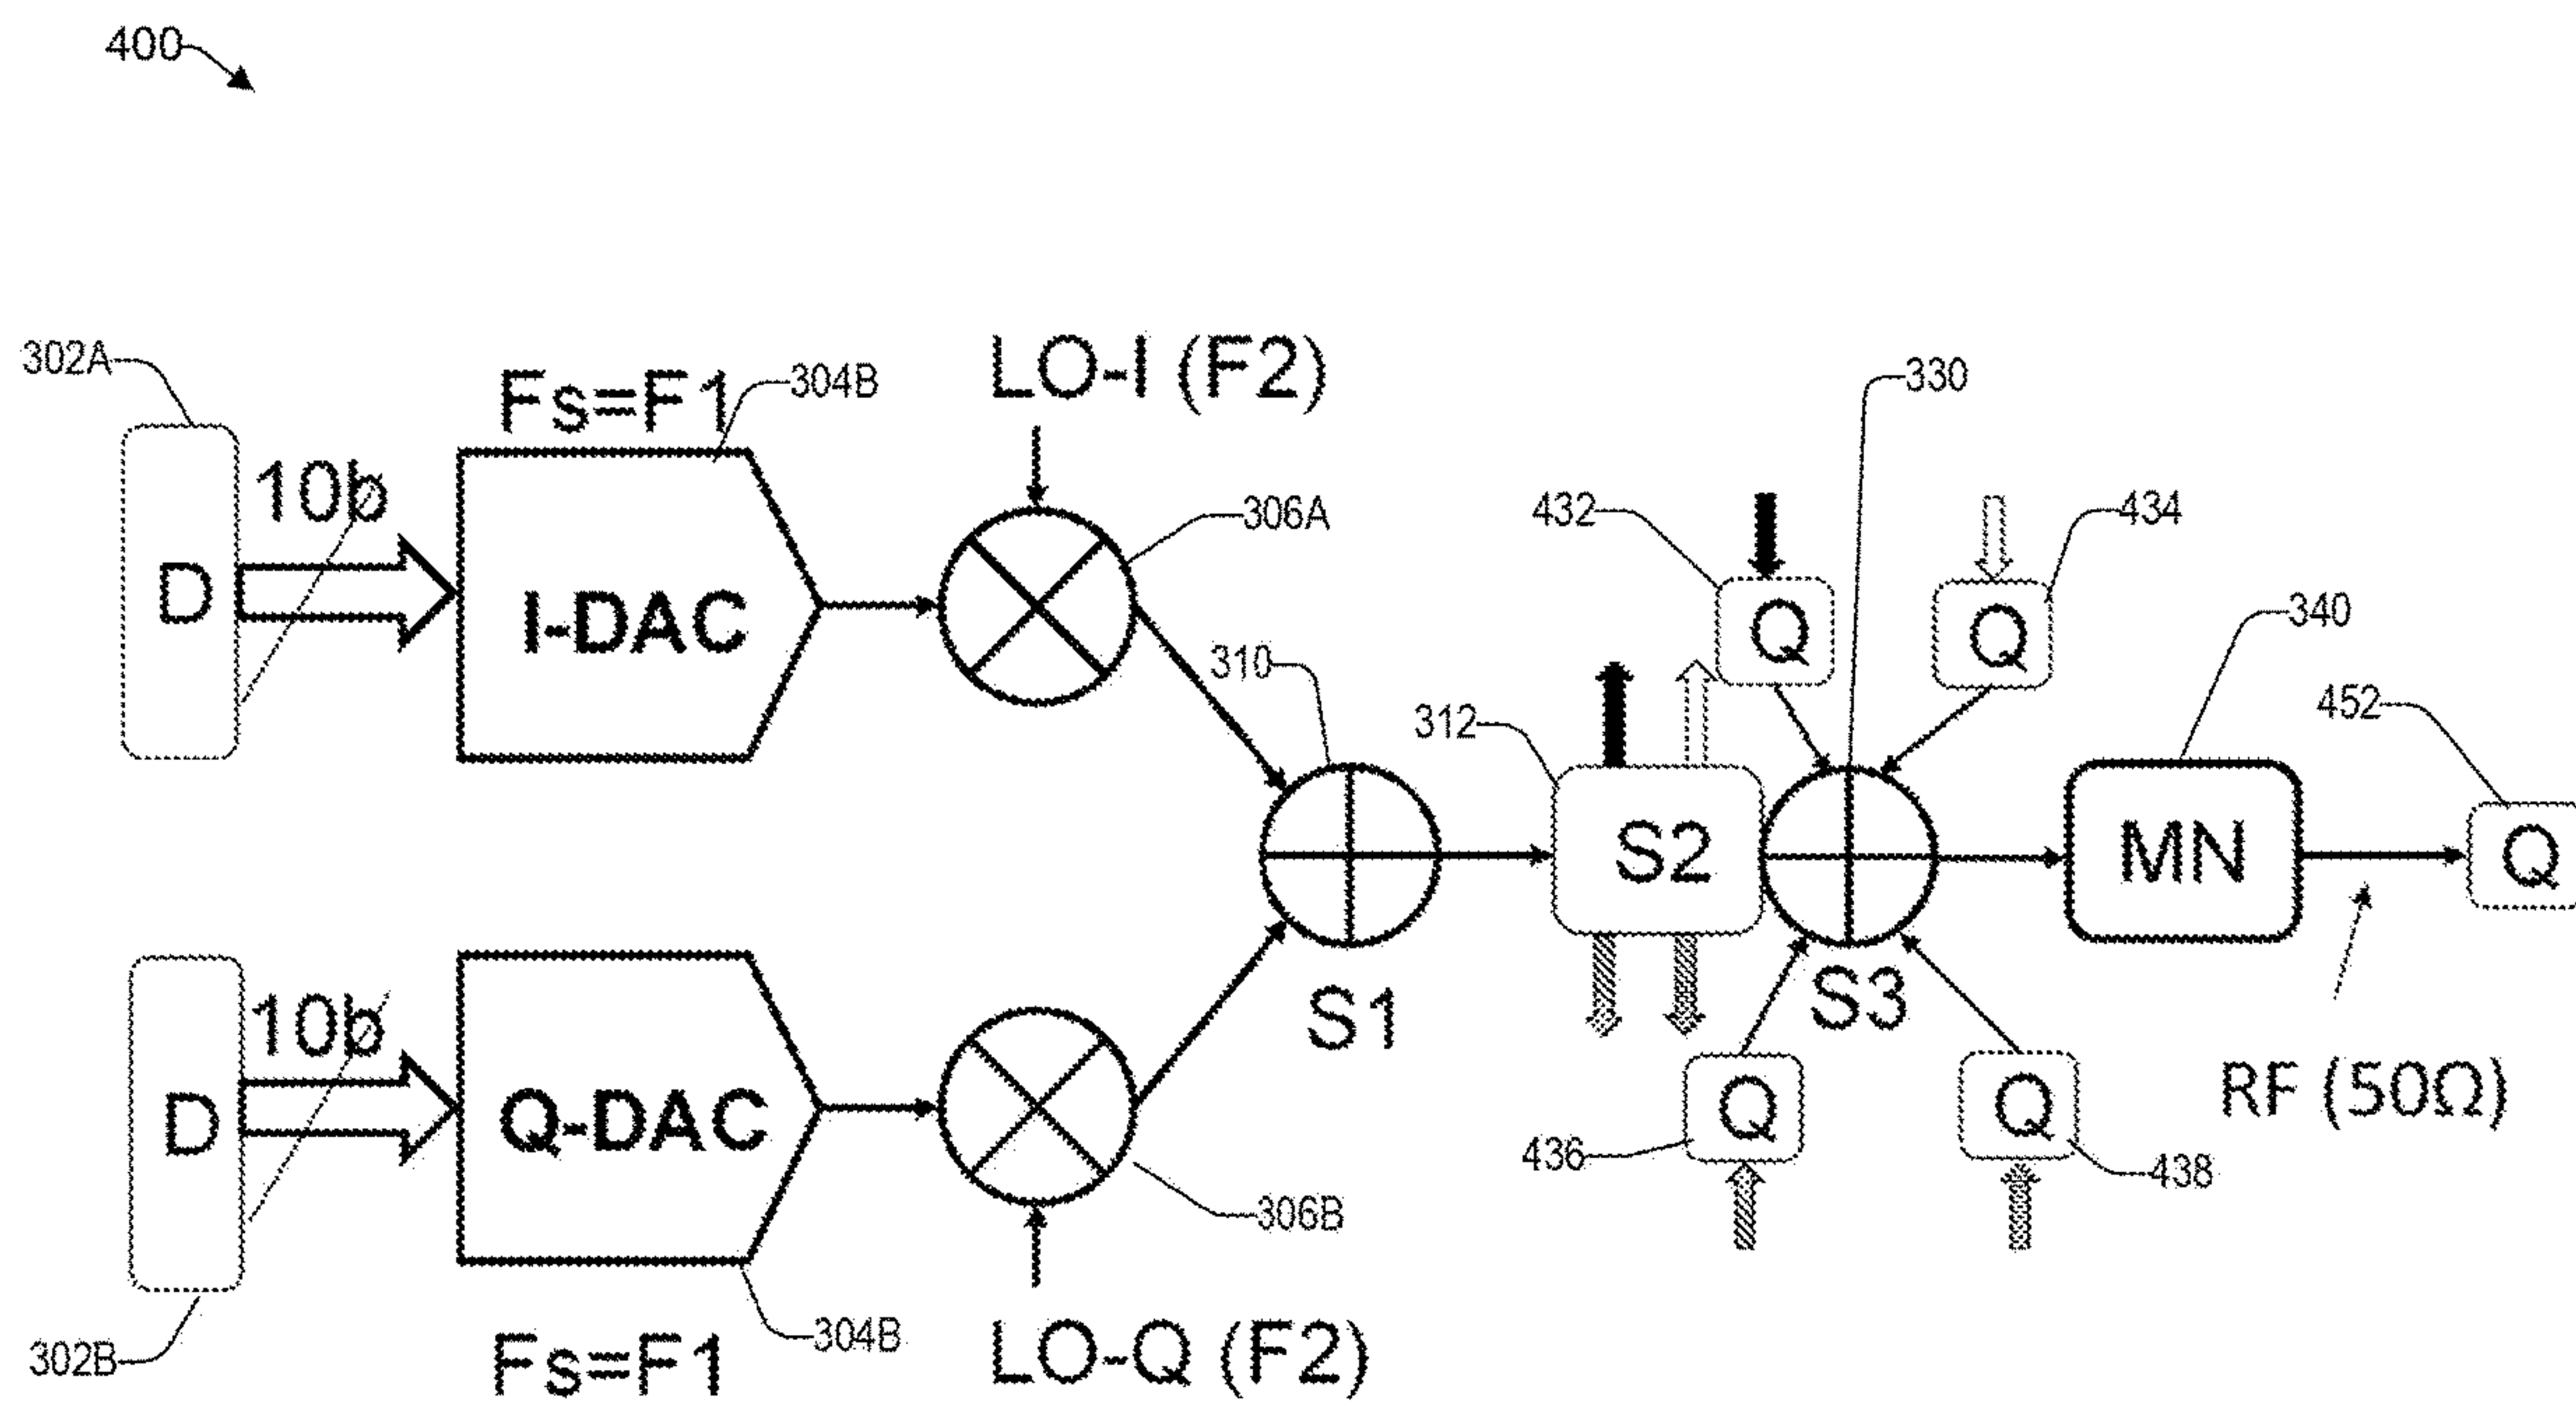 400
302A
Fs=F1
304B
LO-I (F2)
330
10b
306A
432
434
D
I-DAC
Q
Q
340
310
312
452
S2
MN
Q
S1
S3
10b
RF (50Ω)
D
Q-DAC
Q
Q
436
438
306B
302B
Fs=F1
304B
LO-Q (F2)